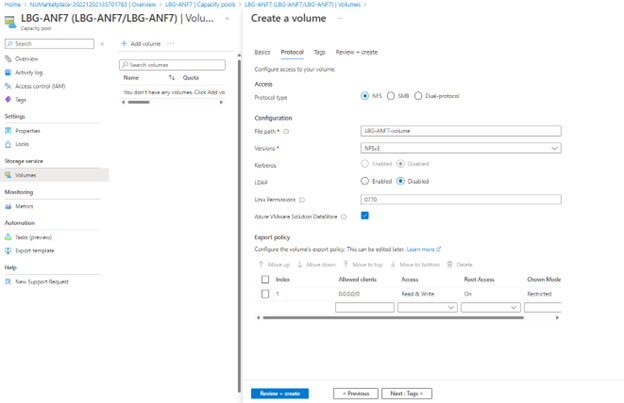 Home > NoMarketplace-20221202135701783 | Overview > LBG-ANF7 | Capacity pools > LBG-ANF7 (LBG-ANF7/LBG-ANF7) | Volumes >
LBG-ANF7 (LBG-ANF7/LBG-ANF7) | Volu...
Capacity pool
Search
Overview
Activity log
Access control (IAM)
Tags
Settings
Properties
Locks
Storage service
Volumes
Monitoring
Metrics
Automation
Tasks (preview)
Export template
Help
New Support Request
+ Add volume ...
Search volumes
Name Quota
You don't have any volumes. Click Add vo
Create a volume ...
Basics Protocol Tags Review + create
Configure access to your volume.
Access
Protocol type NFS SMB Dual-protocol
Configuration
File path * LBG-ANF7-volume
Versions * NFSv3
Kerberos Enabled Disabled
LDAP Enabled Disabled
Unix Permissions 0770
Azure VMware Solution DataStore
Export policy
Configure the volume's export policy. This can be edited later. Learn more
Move up Move down Move to top Move to bottom Delete
Index Allowed clients Access Root Access Chown Mode
1 0.0.0.0/0 Read & Write On Restricted
Review + create < Previous Next : Tags >